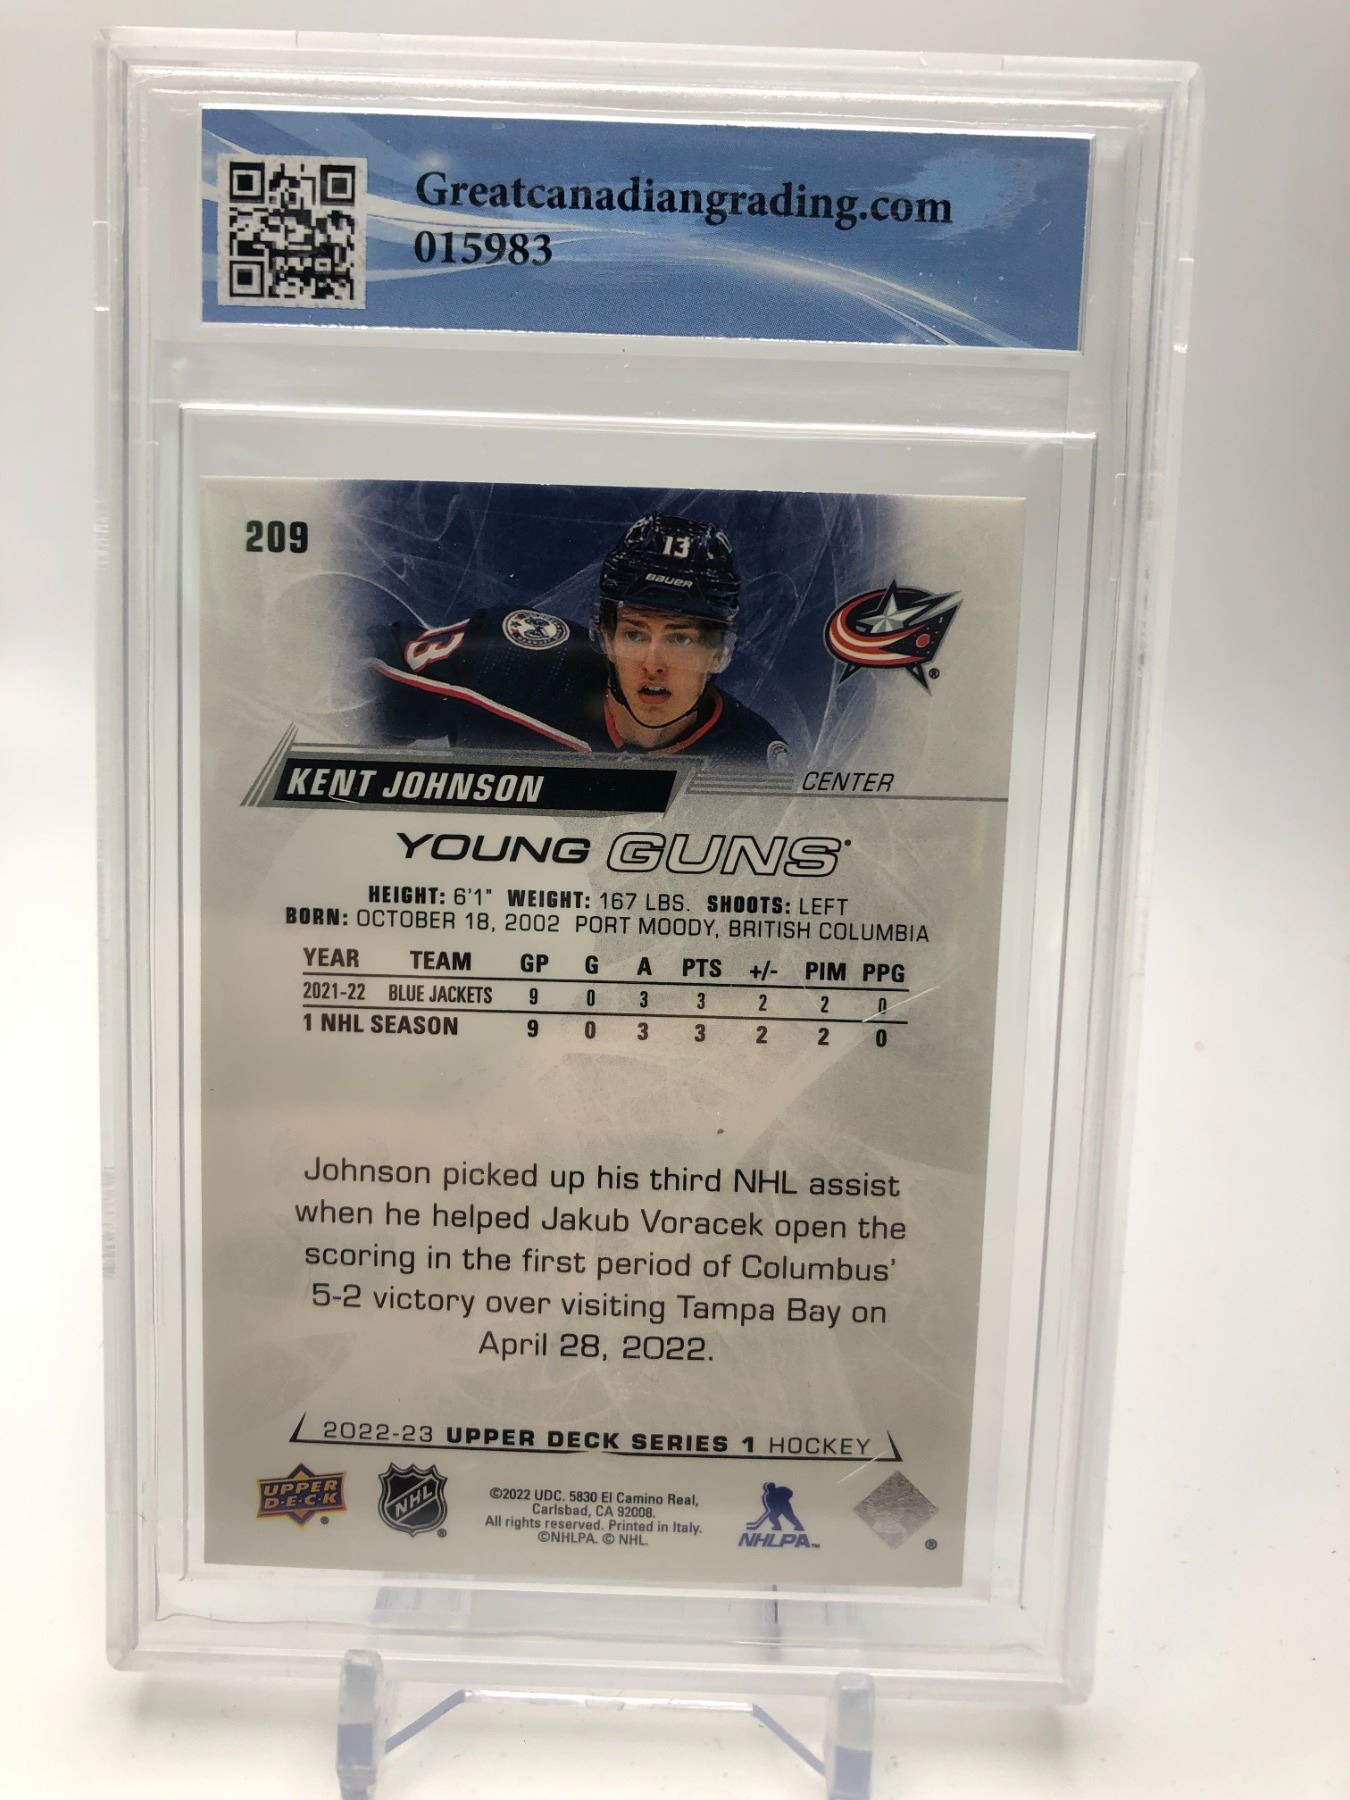 Greatcanadiangrading.com
015983
209
13
BAUER
13
KENT JOHNSON
CENTER
YOUNG GUNS
HEIGHT: 6'1" WEIGHT: 167 LBS. SHOOTS: LEFT
BORN: OCTOBER 18, 2002 PORT MOODY, BRITISH COLUMBIA
YEAR TEAM GP G A PTS +/- PIM PPG
2021-22 BLUE JACKETS 9 0 3 3 2 2 0
1 NHL SEASON 9 0 3 3 2 2 0
Johnson picked up his third NHL assist
when he helped Jakub Voracek open the
scoring in the first period of Columbus'
5-2 victory over visiting Tampa Bay on
April 28, 2022.
2022-23 UPPER DECK SERIES 1 HOCKEY
UPPER
D·E·C·K ®
NHL ®
©2022 UDC. 5830 El Camino Real,
Carlsbad, CA 92008.
All rights reserved. Printed in Italy.
©NHLPA. © NHL.
NHLPA™
®